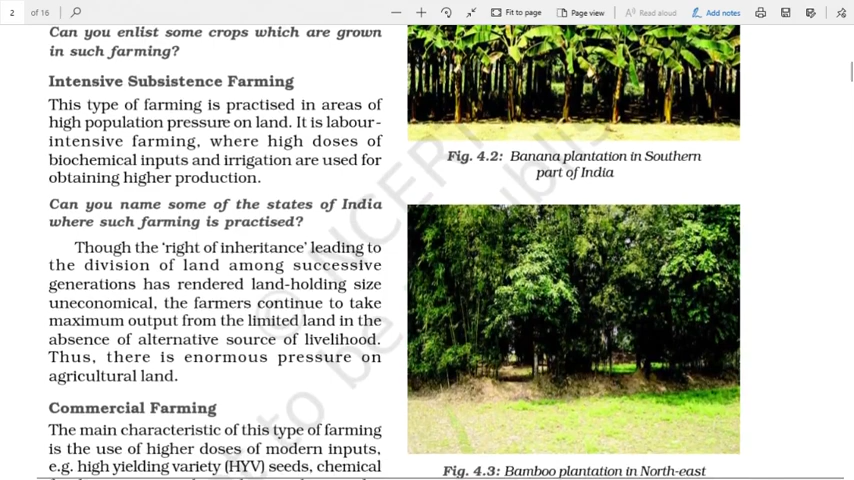 2 of 16
Fit to page
Page view
Read aloud
Add notes
Can you enlist some crops which are grown
in such farming?
Intensive Subsistence Farming
This type of farming is practised in areas of
high population pressure on land. It is labour-
intensive farming, where high doses of
biochemical inputs and irrigation are used for
obtaining higher production.
Can you name some of the states of India
where such farming is practised?
Though the ‘right of inheritance’ leading to
the division of land among successive
generations has rendered land-holding size
uneconomical, the farmers continue to take
maximum output from the limited land in the
absence of alternative source of livelihood.
Thus, there is enormous pressure on
agricultural land.
Commercial Farming
The main characteristic of this type of farming
is the use of higher doses of modern inputs,
e.g. high yielding variety (HYV) seeds, chemical
Fig. 4.2: Banana plantation in Southern
part of India
Fig. 4.3: Bamboo plantation in North-east
© NCERT
to be